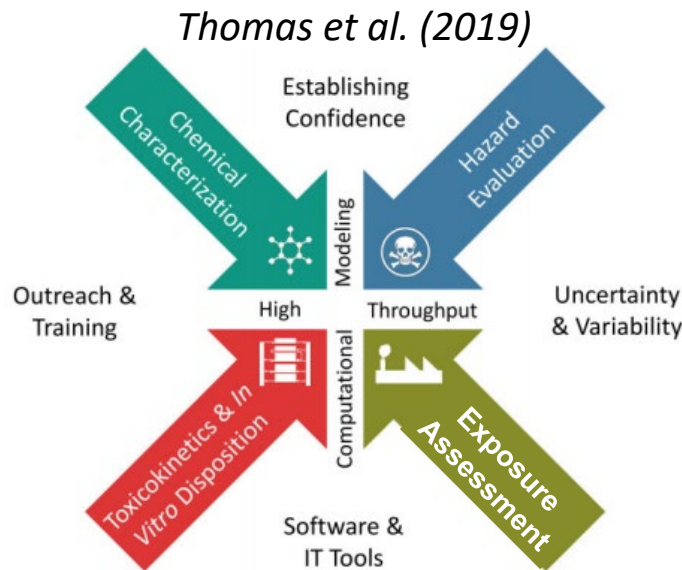 Thomas et al. (2019)
Establishing
Confidence
Chemical
Characterization
Hazard
Evaluation
Modeling
Outreach &
Training
High
Throughput
Uncertainty
& Variability
Computational
Toxicokinetics & In
Vitro Disposition
Exposure
Assessment
Software &
IT Tools